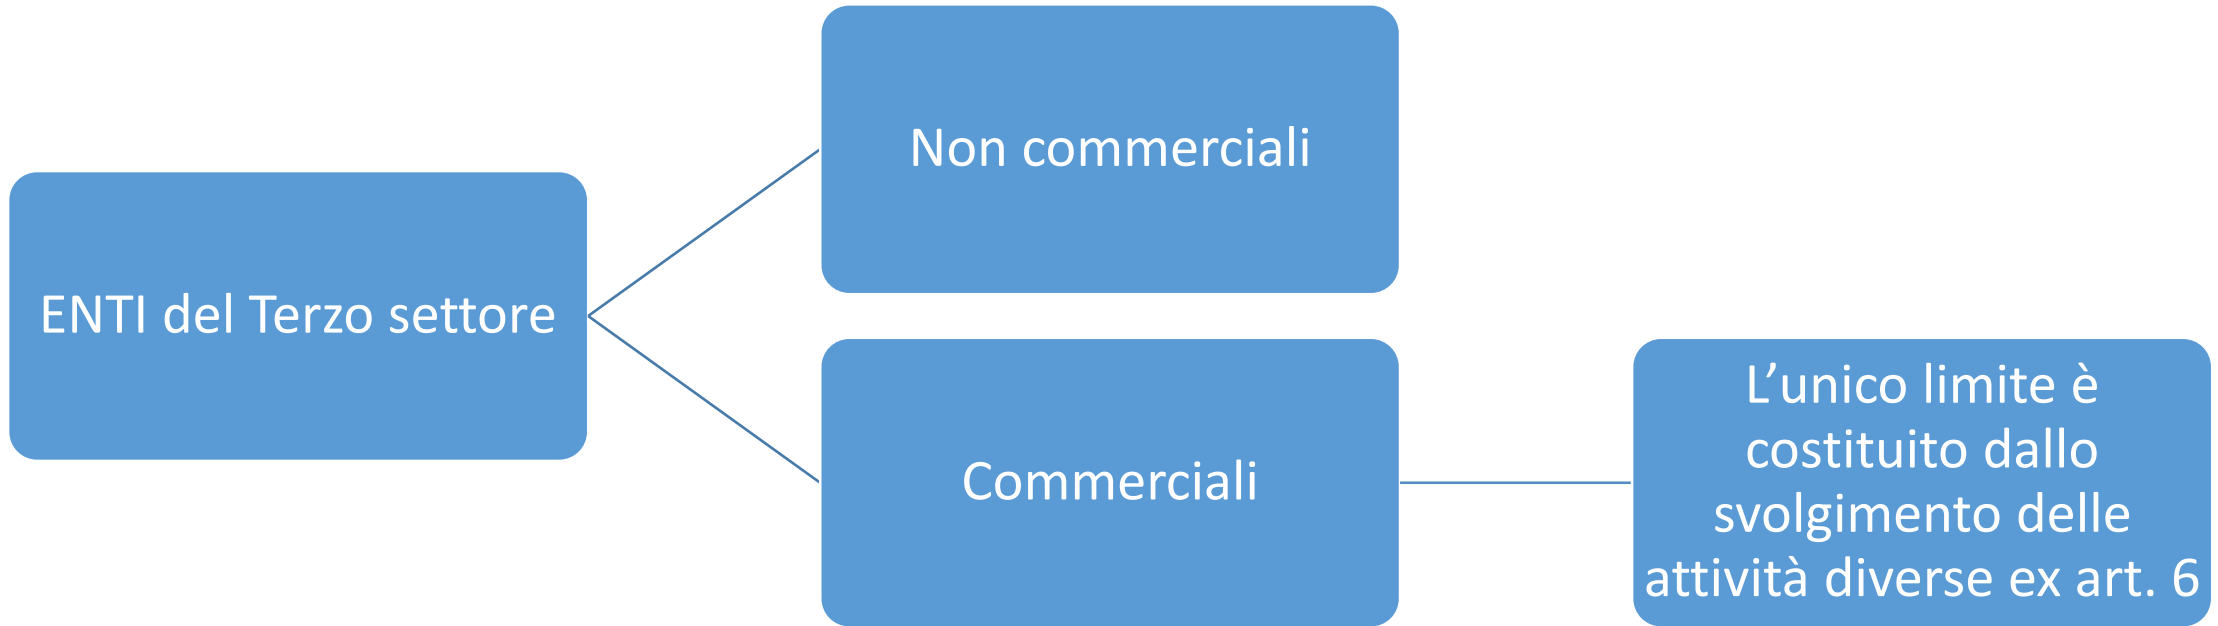 Non commerciali
ENTI del Terzo settore
Commerciali
L’unico limite è
costituito dallo
svolgimento delle
attività diverse ex art. 6